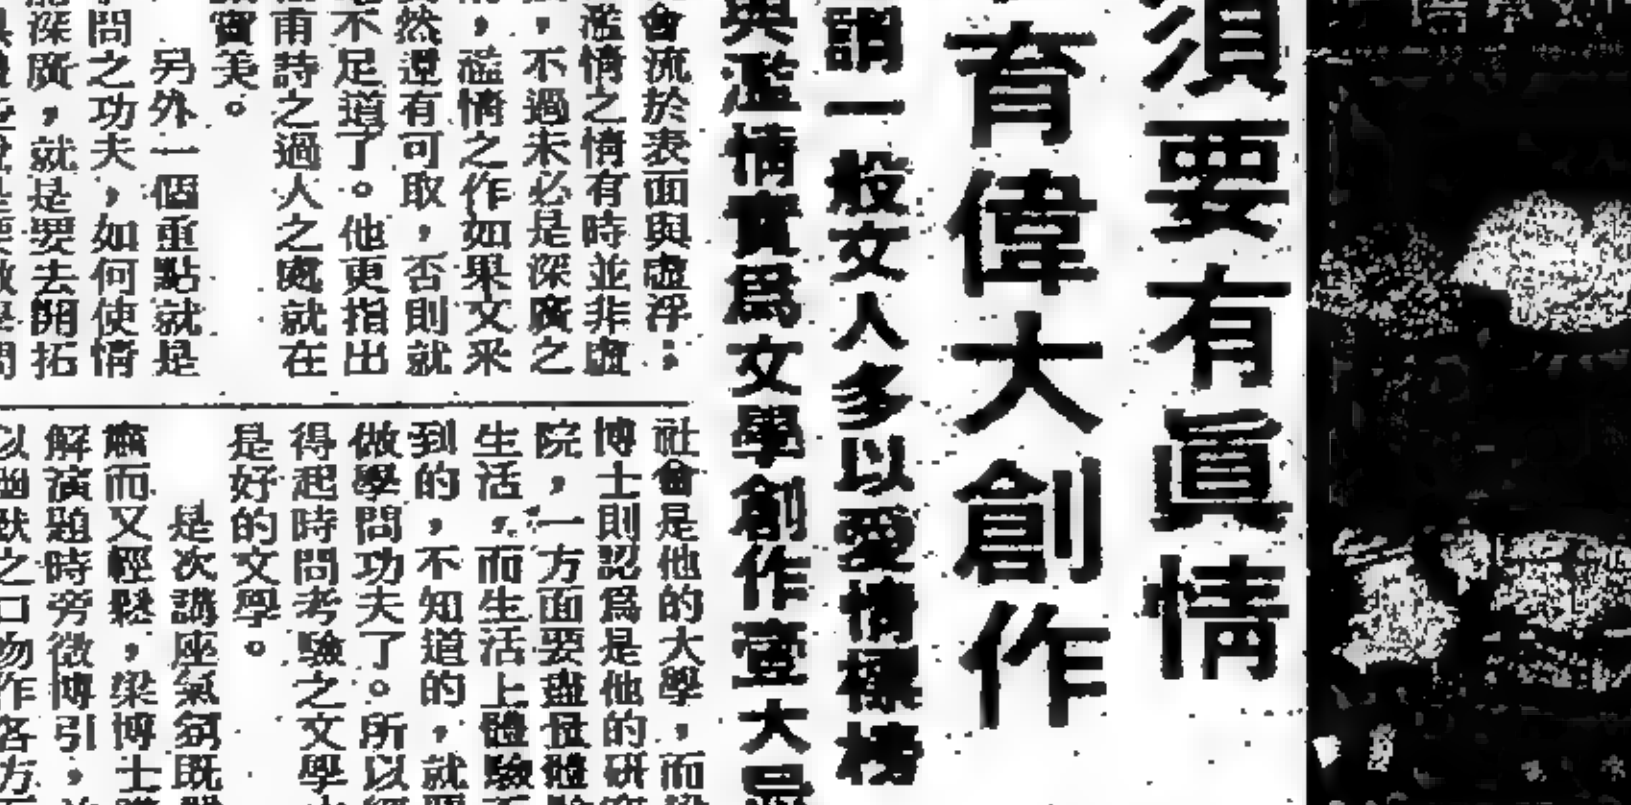 須要有眞情
育偉大創作
謂一般文人多以愛情標榜
與濫情實爲文學創作壹大忌
會流於表面與虛浮；
濫情之情有時並非虛
，不過未必是深廣之
，濫情之作如果文采
然還有可取，否則就
不足道了。他更指出
甫詩之過人之處就在
實美。
另外一個重點就是
問之功夫，如何使情
深廣，就是要去開拓
社會是他的大學，而
博士則認爲是他的研
院，一方面要盡量體
生活，而生活上體驗
到的，不知道的，就
做學問功夫了。所以
得起時間考驗之文學
是好的文學。
是次講座氣氛既
肅而又輕鬆，梁博士
解演題時旁徵博引，
以幽默之口吻作答